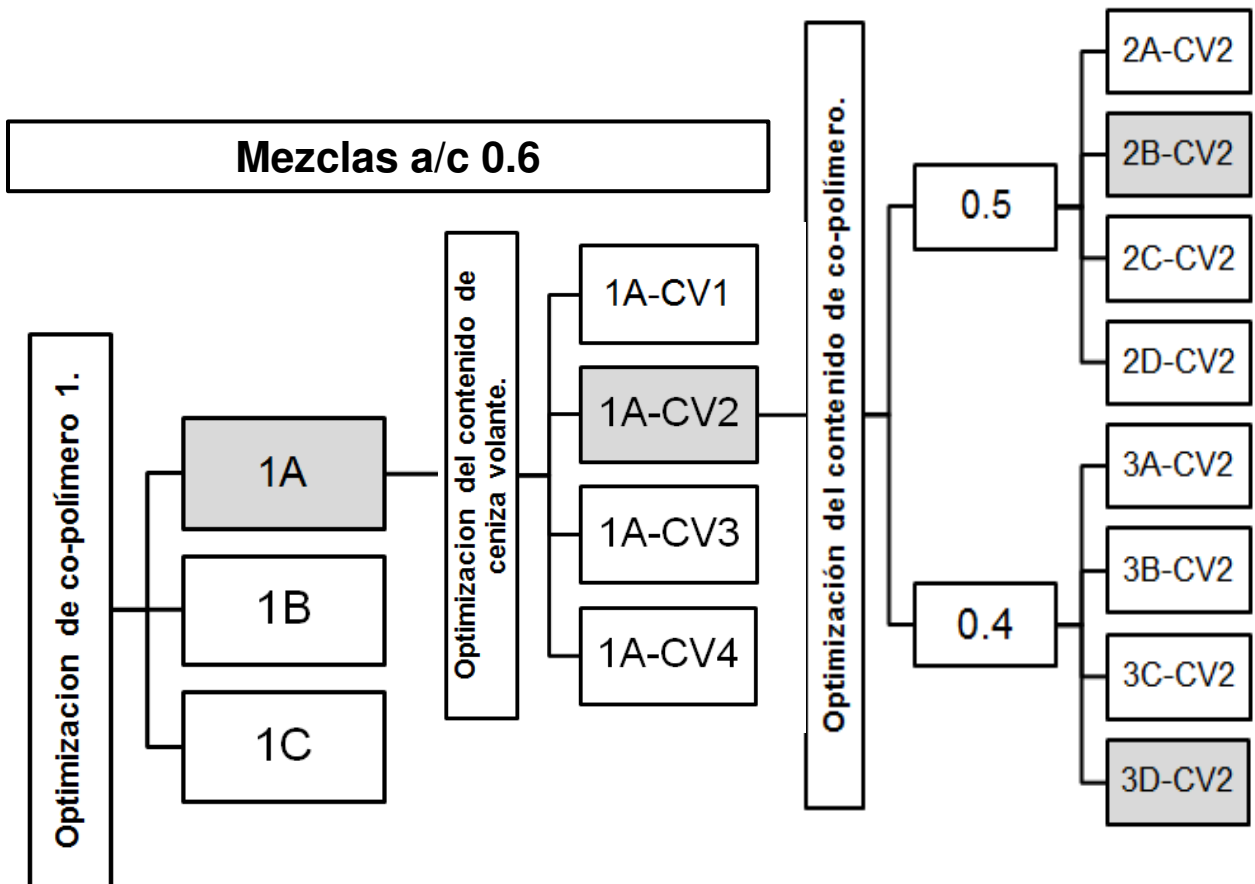 Mezclas a/c 0.6
Optimizacion de co-polímero 1.
1A
1B
1C
Optimizacion del contenido de
ceniza volante.
1A-CV1
1A-CV2
1A-CV3
1A-CV4
Optimización del contenido de co-polímero.
0.5
2A-CV2
2B-CV2
2C-CV2
2D-CV2
0.4
3A-CV2
3B-CV2
3C-CV2
3D-CV2